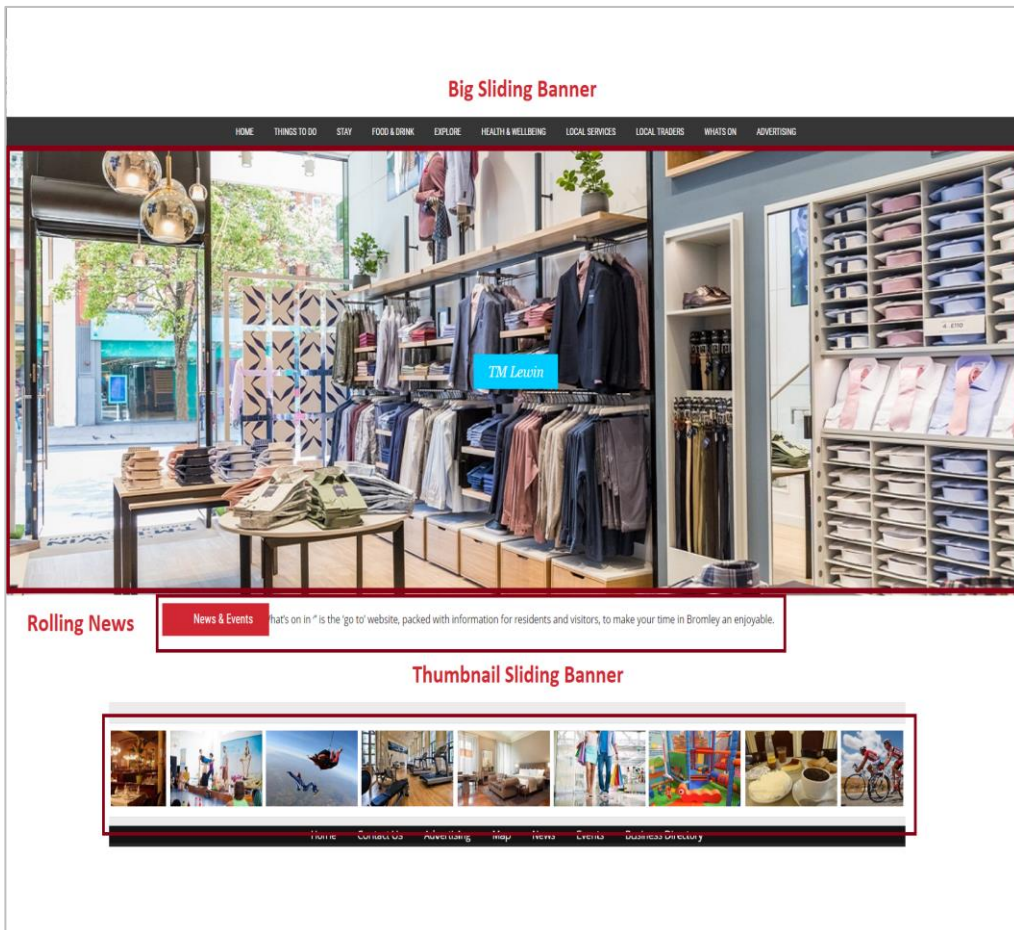 Big Sliding Banner
HOME THINGS TO DO STAY FOOD & DRINK EXPLORE HEALTH & WELLBEING LOCAL SERVICES LOCAL TRADERS WHATS ON ADVERTISING
TM Lewin
Rolling News
News & Events hat's on in " is the 'go to' website, packed with information for residents and visitors, to make your time in Bromley an enjoyable.
Thumbnail Sliding Banner
Home Contact Us Advertising Map News Events Business Directory